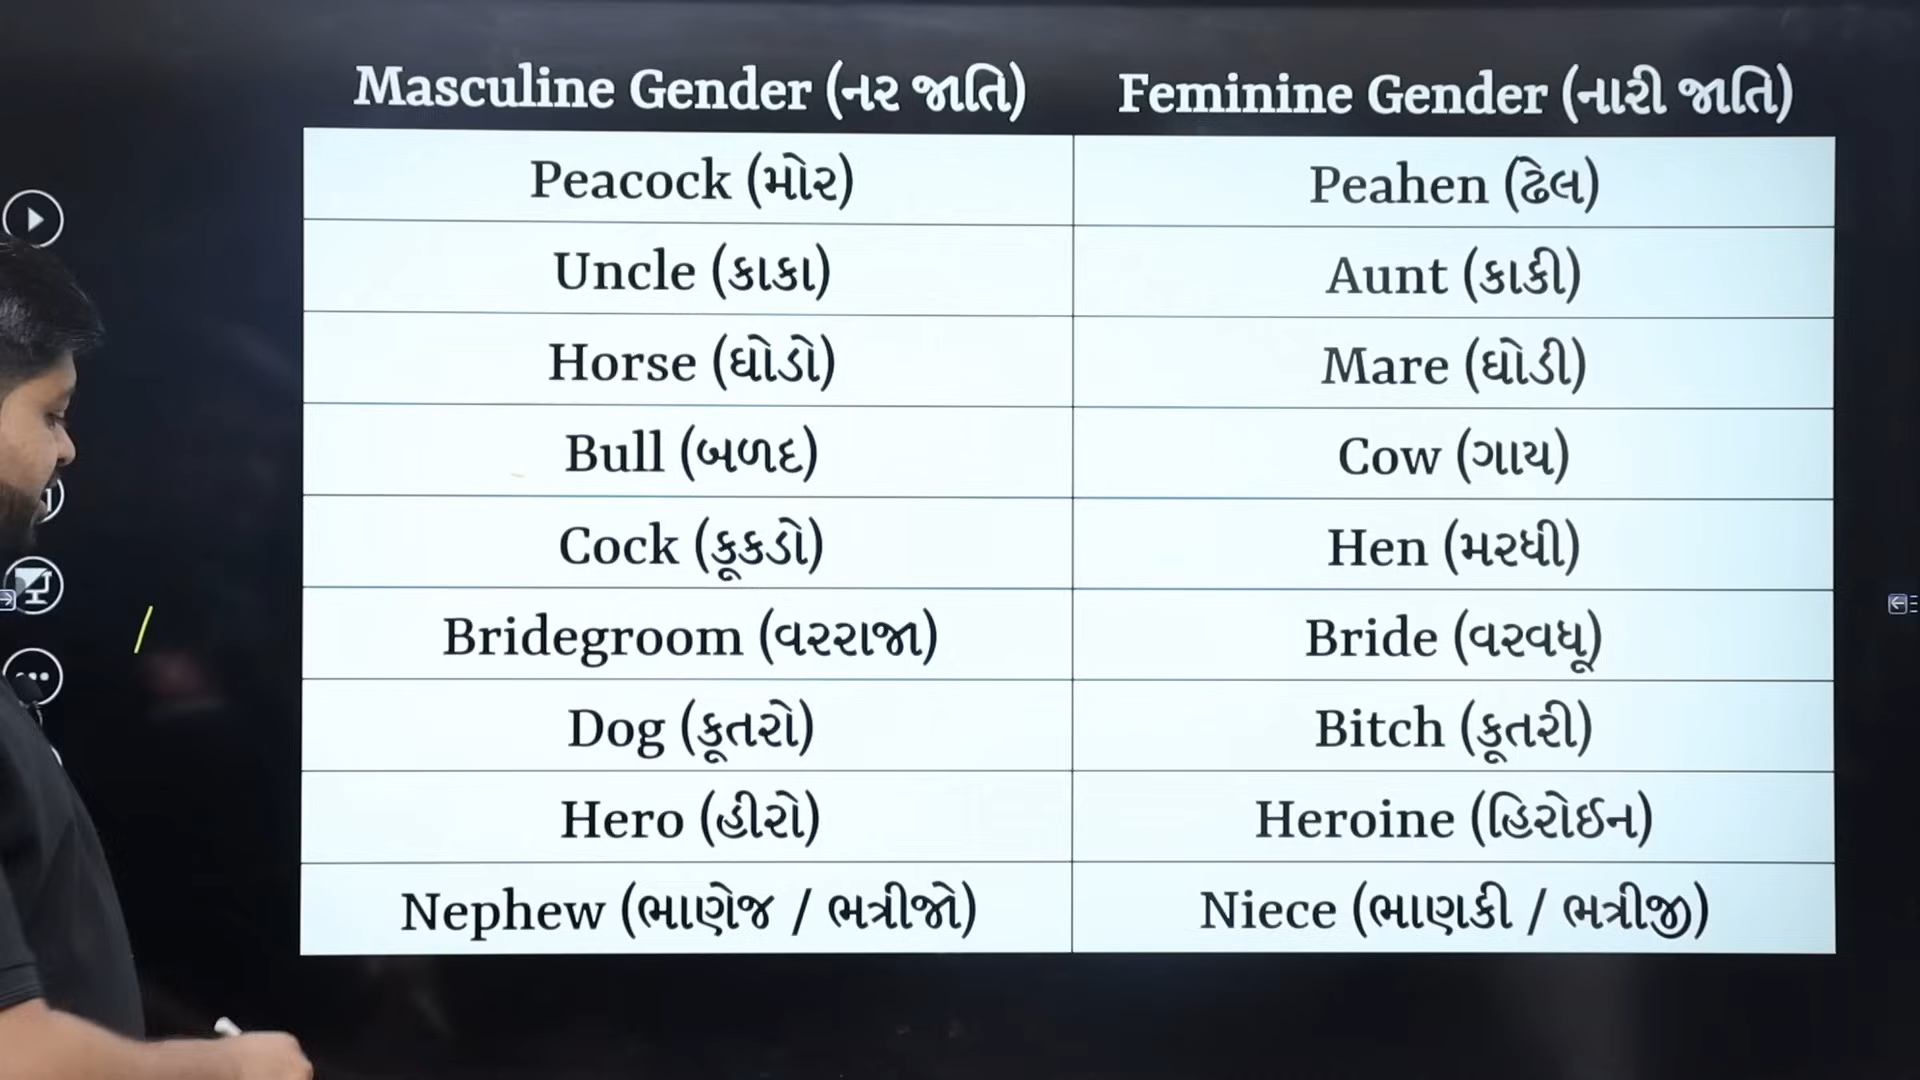 Masculine Gender (નર જાતિ) Feminine Gender (નારી જાતિ)
Peacock (મોર) Peahen (ઢેલ)
Uncle (કાકા) Aunt (કાકી)
Horse (ઘોડો) Mare (ઘોડી)
Bull (બળદ) Cow (ગાય)
Cock (કૂકડો) Hen (મરઘી)
Bridegroom (વરરાજા) Bride (વરવધૂ)
Dog (કૂતરો) Bitch (કૂતરી)
Hero (હીરો) Heroine (હિરોઈન)
Nephew (ભાણેજ / ભત્રીજો) Niece (ભાણકી / ભત્રીજી)